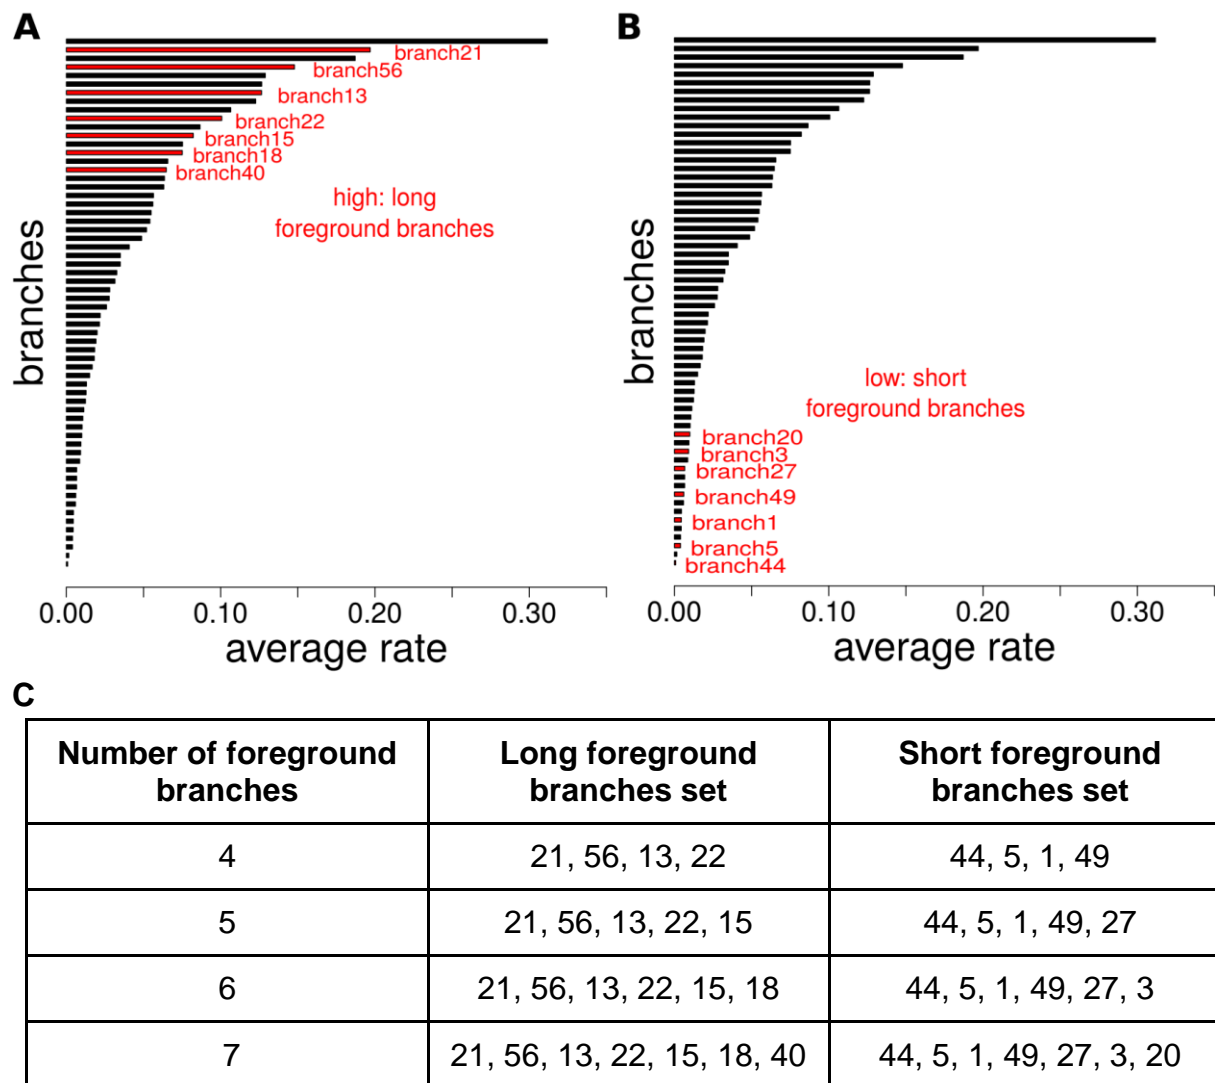 A
branch21
branch56
branch13
branch22
branch15
branch18
branch40
high: long
foreground branches
branches
0.00 0.10 0.20 0.30
average rate
B
low: short
foreground branches
branch20
branch3
branch27
branch49
branch1
branch5
branch44
branches
0.00 0.10 0.20 0.30
average rate
C
Number of foreground branches
Long foreground branches set
Short foreground branches set
4 21, 56, 13, 22 44, 5, 1, 49
5 21, 56, 13, 22, 15 44, 5, 1, 49, 27
6 21, 56, 13, 22, 15, 18 44, 5, 1, 49, 27, 3
7 21, 56, 13, 22, 15, 18, 40 44, 5, 1, 49, 27, 3, 20